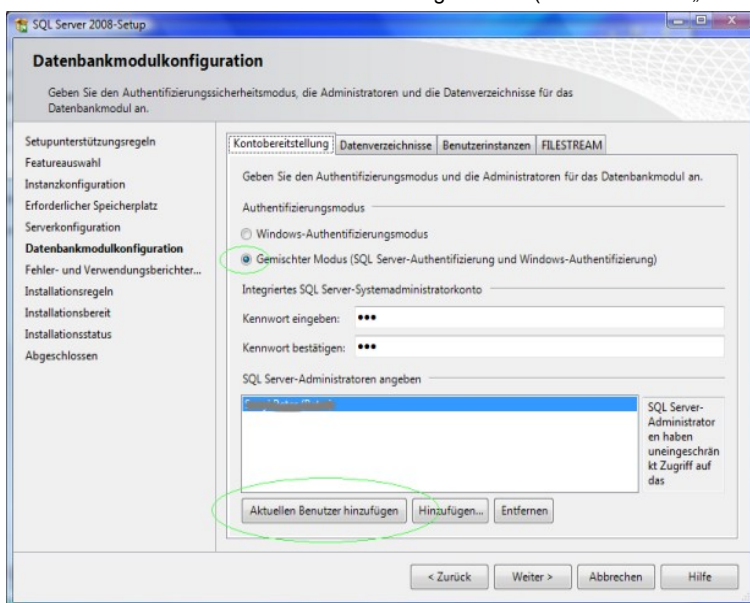 SQL Server 2008-Setup
Datenbankmodulkonfiguration
Geben Sie den Authentifizierungssicherheitsmodus, die Administratoren und die Datenverzeichnisse für das
Datenbankmodul an.
Setupunterstützungsregeln
Featureauswahl
Instanzkonfiguration
Erforderlicher Speicherplatz
Serverkonfiguration
Datenbankmodulkonfiguration
Fehler- und Verwendungsberichter...
Installationsregeln
Installationsbereit
Installationsstatus
Abgeschlossen
Kontobereitstellung Datenverzeichnisse Benutzerinstanzen FILESTREAM
Geben Sie den Authentifizierungsmodus und die Administratoren für das Datenbankmodul an.
Authentifizierungsmodus
Windows-Authentifizierungsmodus
Gemischter Modus (SQL Server-Authentifizierung und Windows-Authentifizierung)
Integriertes SQL Server-Systemadministratorkonto
Kennwort eingeben: •••
Kennwort bestätigen: •••
SQL Server-Administratoren angeben
SQL Server-
Administrator
en haben
uneingeschrän
kt Zugriff auf
das
Aktuellen Benutzer hinzufügen Hinzufügen... Entfernen
< Zurück Weiter > Abbrechen Hilfe